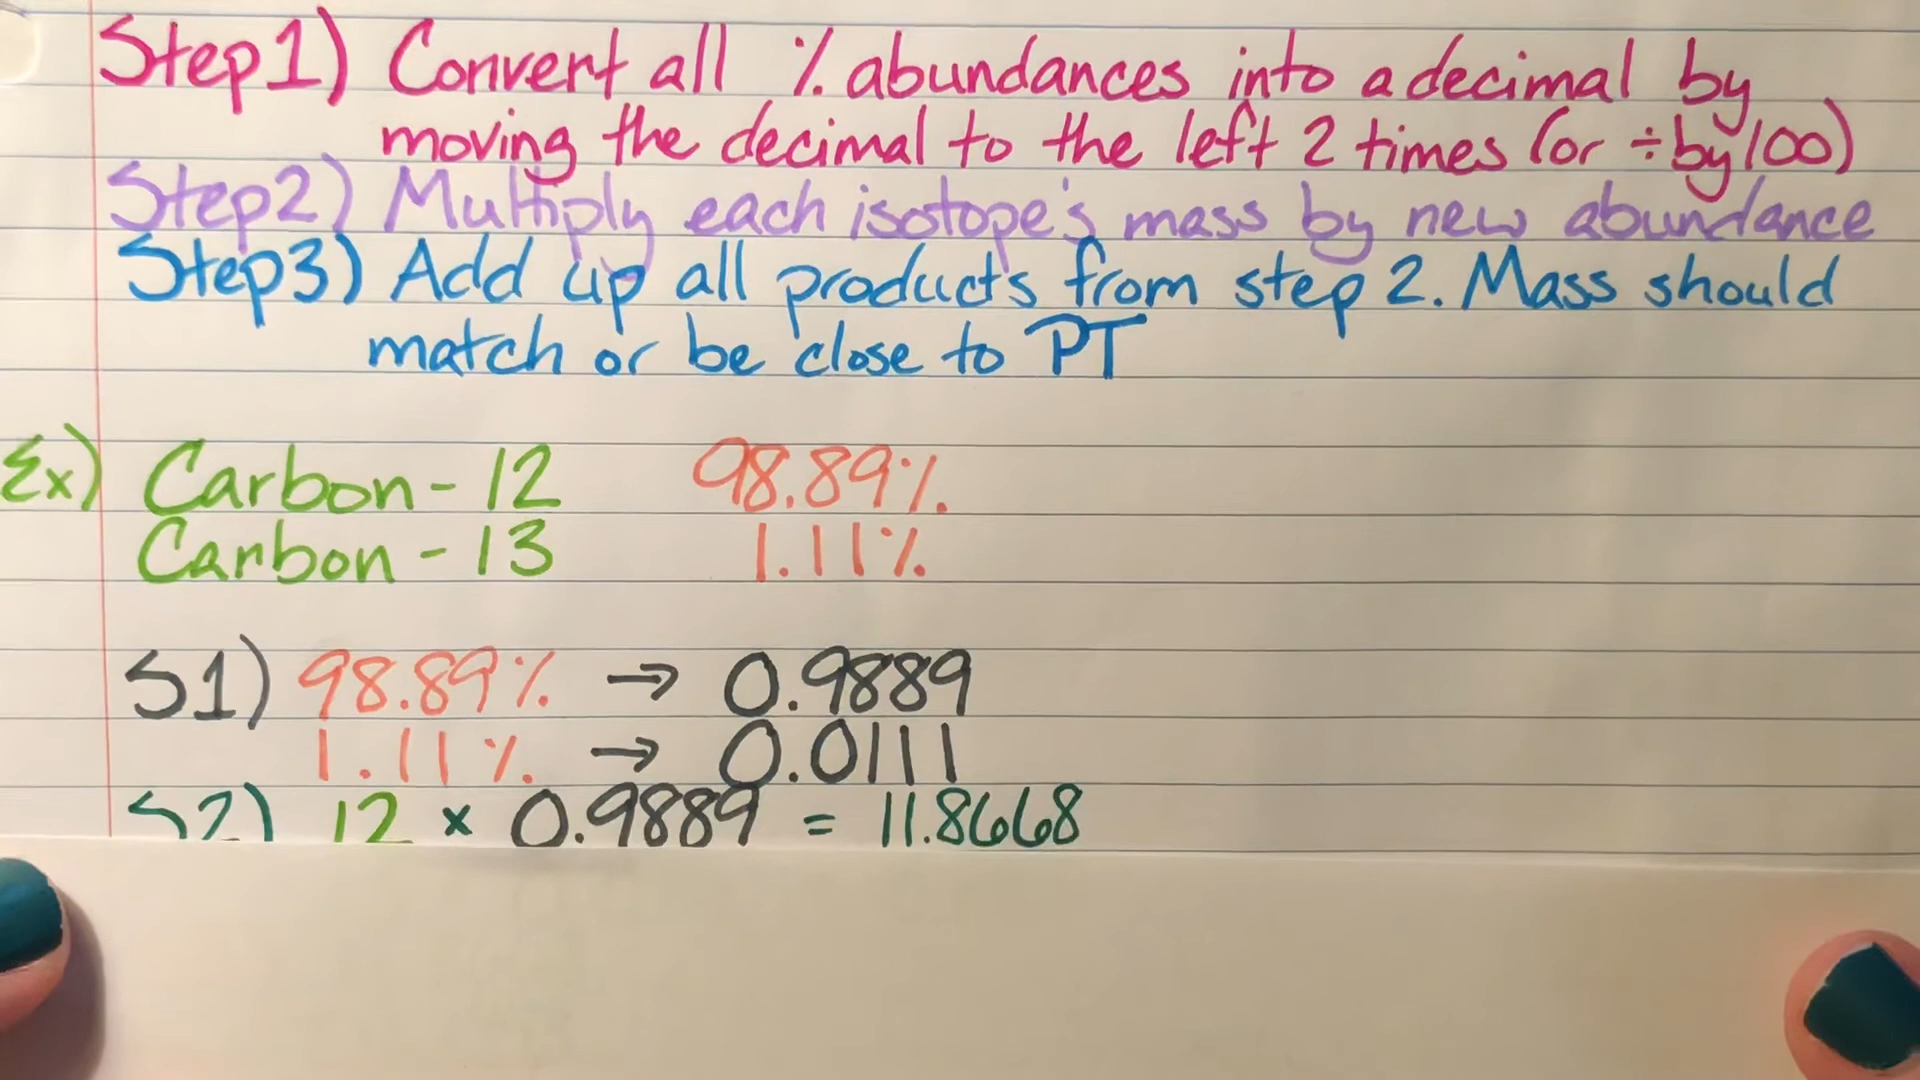 Step1) Convert all % abundances into a decimal by
moving the decimal to the left 2 times (or ÷by 100)
Step2) Multiply each isotope's mass by new abundance
Step3) Add up all products from step 2. Mass should
match or be close to PT
Ex) Carbon - 12 98.89%
Carbon - 13 1.11%
S1) 98.89% → 0.9889
1.11% → 0.0111
S2) 12 × 0.9889 = 11.8668